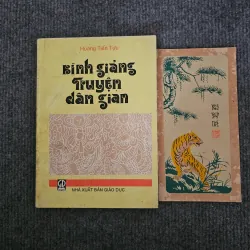 Hoàng Tiến Tựu
Bình giảng
Truyện
dân gian
NHÀ XUẤT BẢN GIÁO DỤC